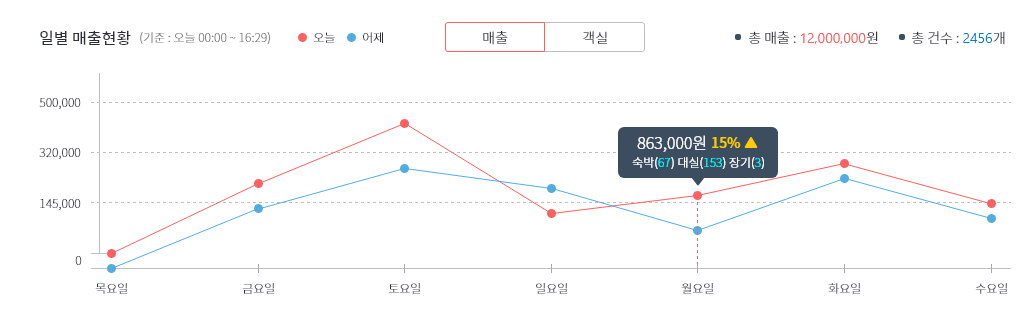 일별 매출현황 (기준 : 오늘 00:00 ~ 16:29) 오늘 어제 매출 객실 총 매출 : 12,000,000원 총 건수 : 2456개
500,000
863,000원 15%
320,000
숙박(67) 대실(153) 장기(3)
145,000
0
목요일 금요일 토요일 일요일 월요일 화요일 수요일